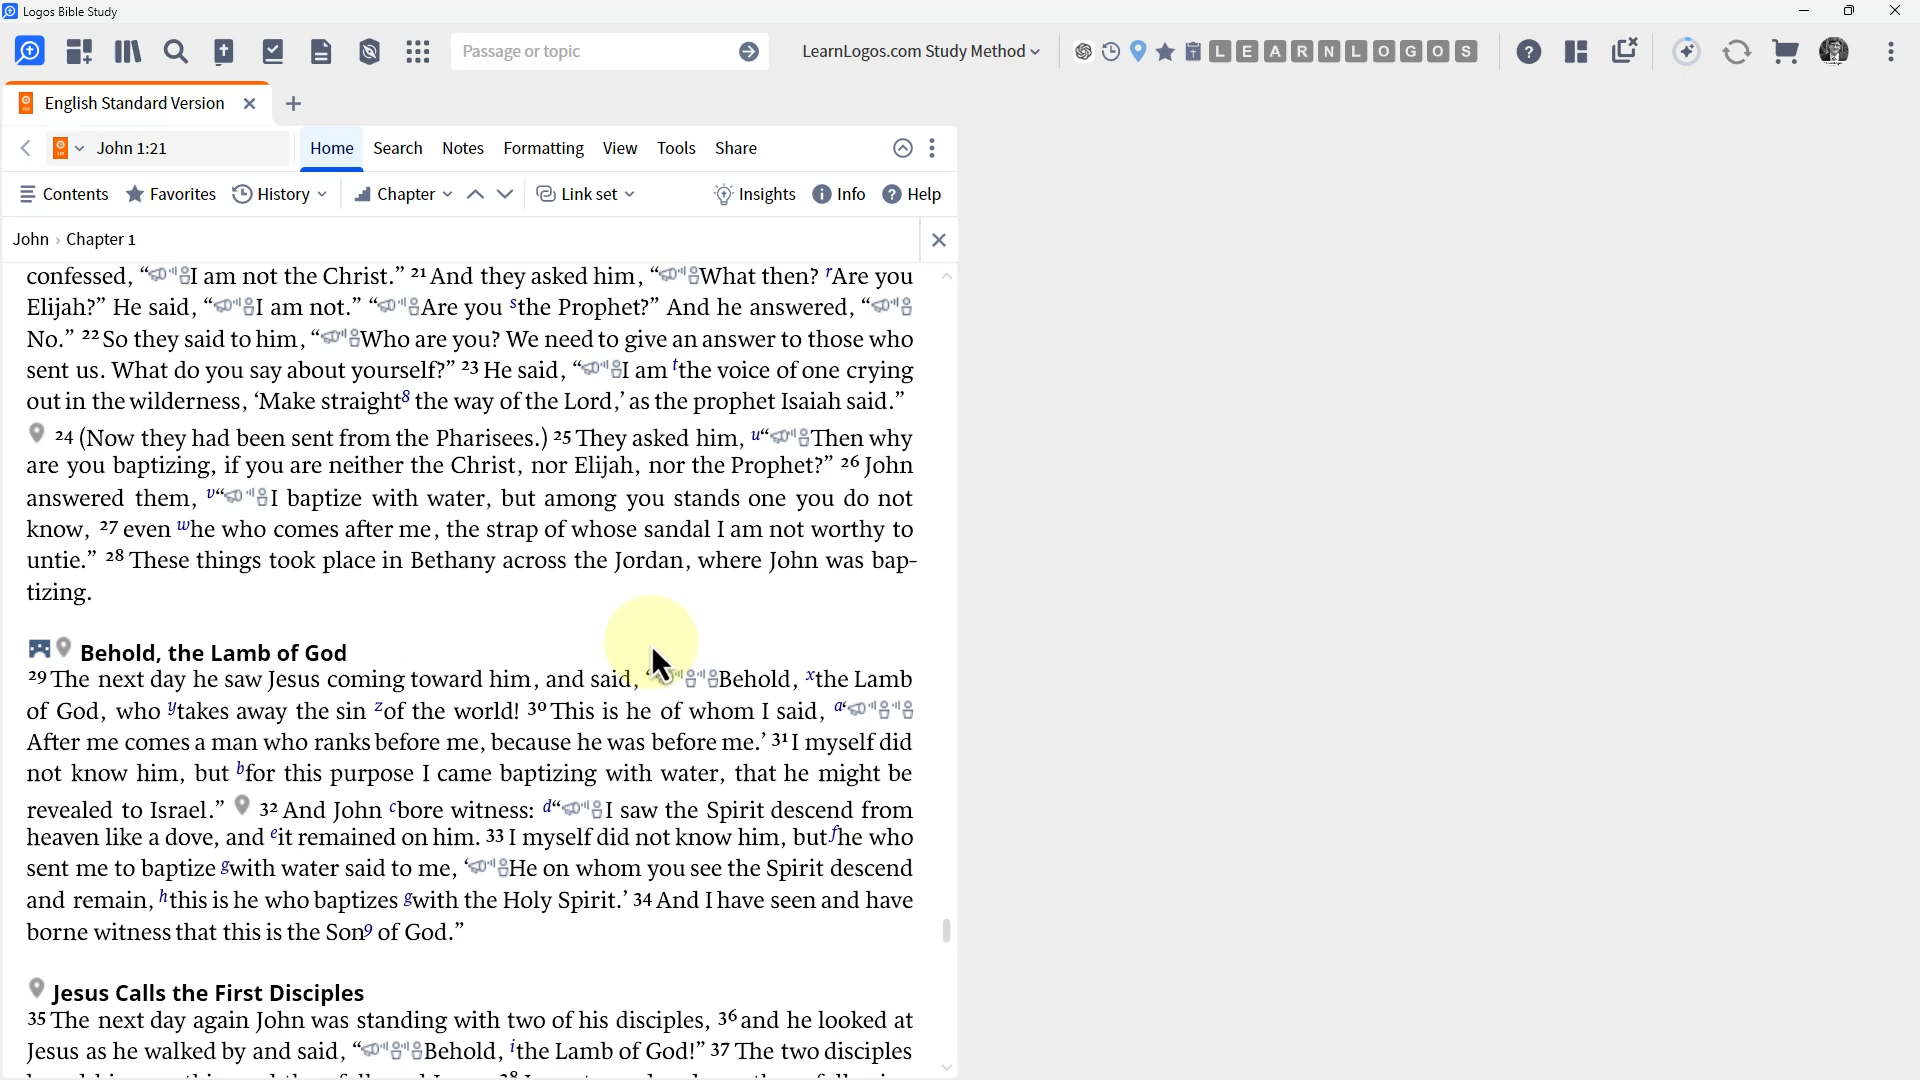 Logos Bible Study
Passage or topic
LearnLogos.com Study Method
L E A R N L O G O S
English Standard Version
John 1:21
Home Search Notes Formatting View Tools Share
Contents Favorites History Chapter Link set Insights Info Help
John › Chapter 1
confessed, “I am not the Christ.” 21 And they asked him, “What then? rAre you
Elijah?” He said, “I am not.” “Are you sthe Prophet?” And he answered, “
No.” 22 So they said to him, “Who are you? We need to give an answer to those who
sent us. What do you say about yourself?” 23 He said, “I am tthe voice of one crying
out in the wilderness, ‘Make straight8 the way of the Lord,’ as the prophet Isaiah said.”
24 (Now they had been sent from the Pharisees.) 25 They asked him, u“Then why
are you baptizing, if you are neither the Christ, nor Elijah, nor the Prophet?” 26 John
answered them, v“I baptize with water, but among you stands one you do not
know, 27 even whe who comes after me, the strap of whose sandal I am not worthy to
untie.” 28 These things took place in Bethany across the Jordan, where John was bap-
tizing.
Behold, the Lamb of God
29 The next day he saw Jesus coming toward him, and said, “Behold, xthe Lamb
of God, who ytakes away the sin zof the world! 30 This is he of whom I said, a‘
After me comes a man who ranks before me, because he was before me.’ 31 I myself did
not know him, but bfor this purpose I came baptizing with water, that he might be
revealed to Israel.” 32 And John cbore witness: d“I saw the Spirit descend from
heaven like a dove, and eit remained on him. 33 I myself did not know him, but fhe who
sent me to baptize gwith water said to me, ‘He on whom you see the Spirit descend
and remain, hthis is he who baptizes gwith the Holy Spirit.’ 34 And I have seen and have
borne witness that this is the Son9 of God.”
Jesus Calls the First Disciples
35 The next day again John was standing with two of his disciples, 36 and he looked at
Jesus as he walked by and said, “Behold, ithe Lamb of God!” 37 The two disciples